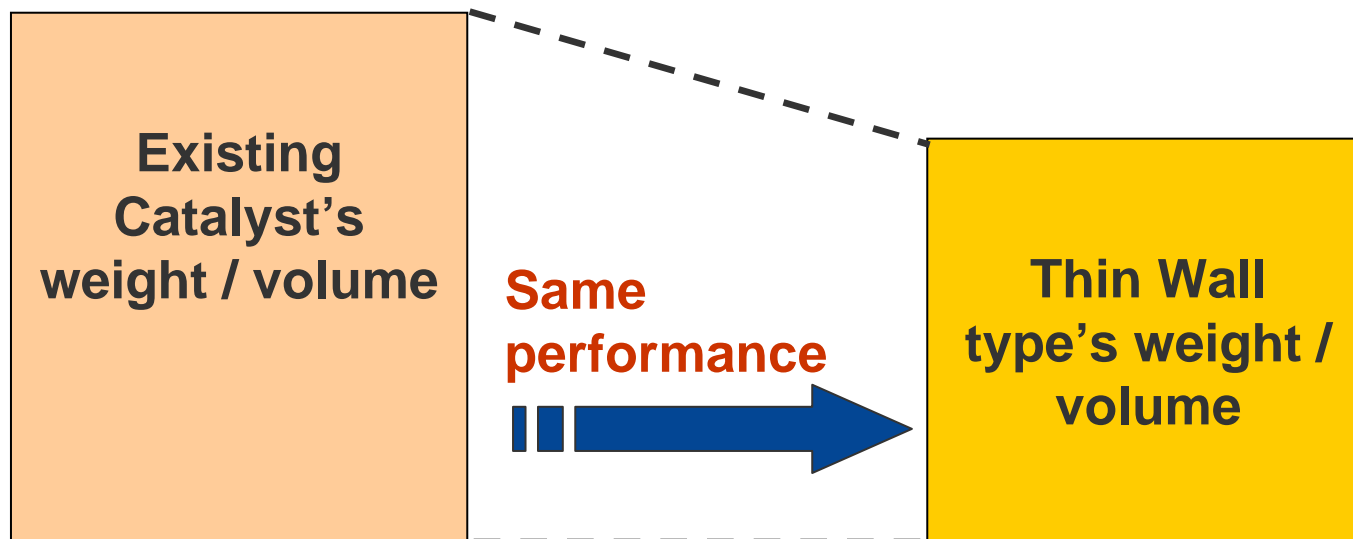 Existing
Catalyst’s
weight / volume
Same
performance
Thin Wall
type’s weight /
volume